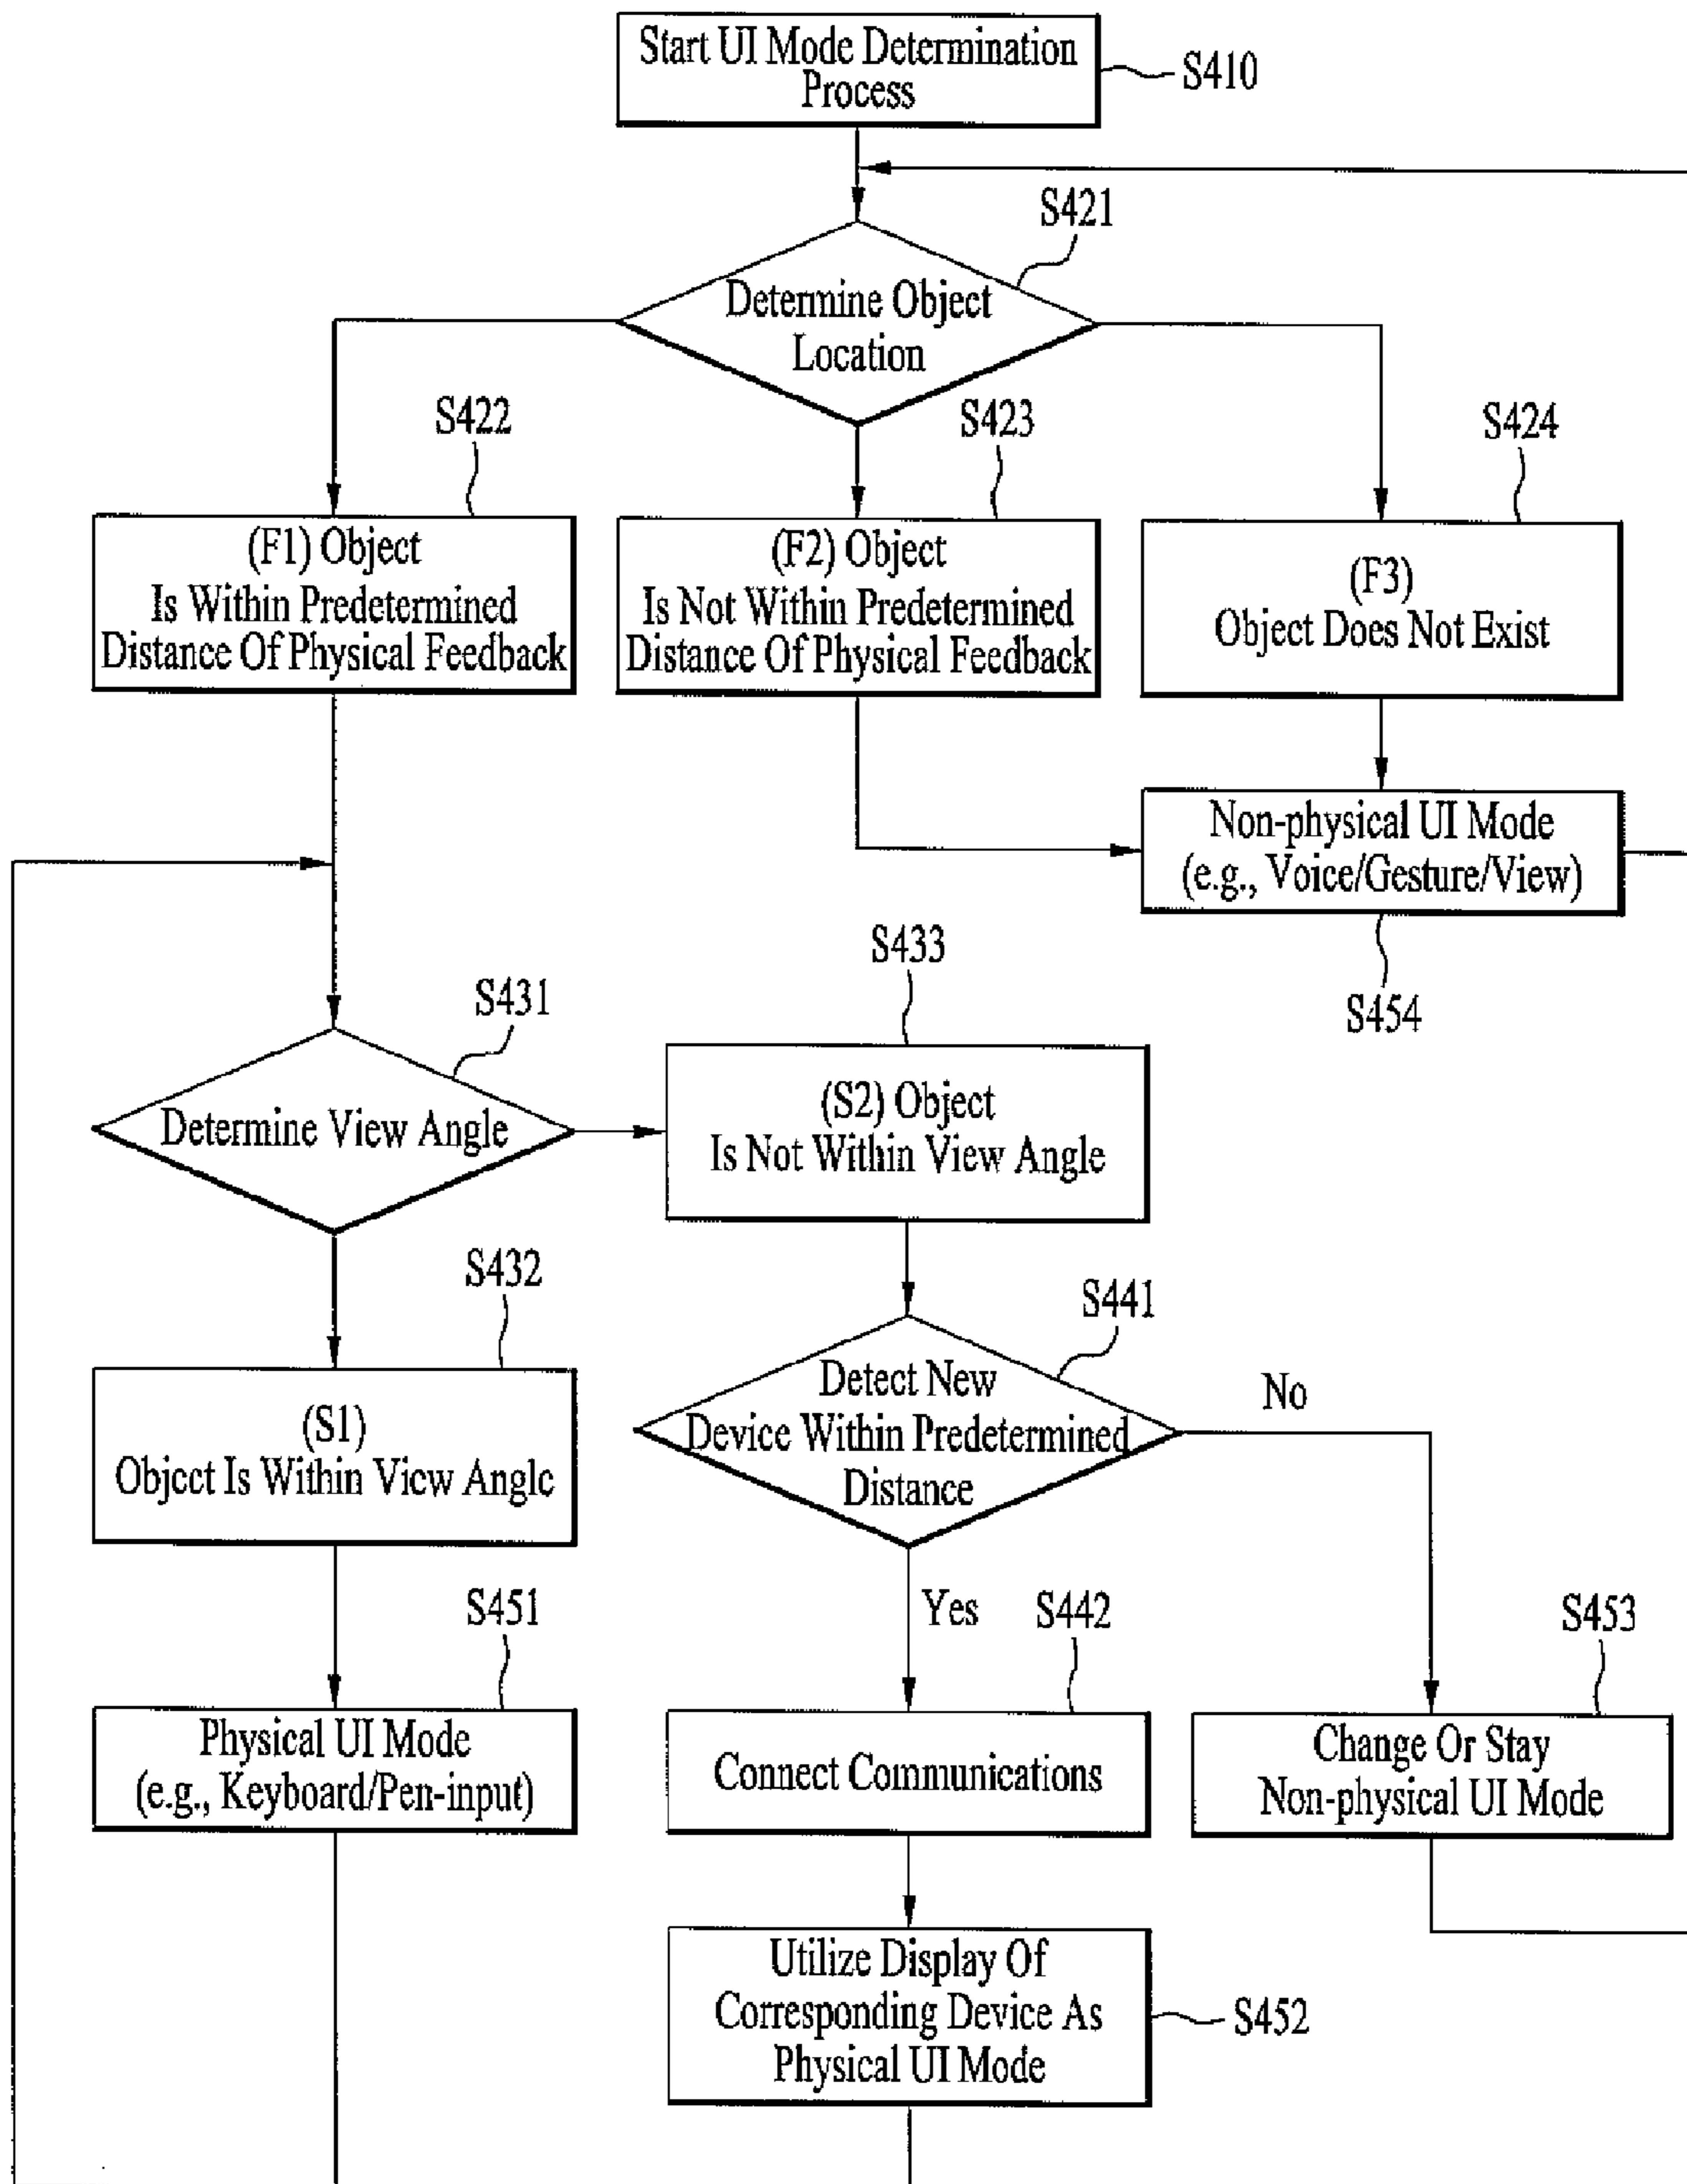 Start UI Mode Determination
Process
S410
S421
Determine Object
Location
S422
S423
S424
(F1) Object
Is Within Predetermined
Distance Of Physical Feedback
(F2) Object
Is Not Within Predetermined
Distance Of Physical Feedback
(F3)
Object Does Not Exist
Non-physical UI Mode
(e.g., Voice/Gesture/View)
S454
S433
S431
Determine View Angle
(S2) Object
Is Not Within View Angle
S432
S441
(S1)
Object Is Within View Angle
Detect New
Device Within Predetermined
Distance
No
Yes
S451
S442
S453
Physical UI Mode
(e.g., Keyboard/Pen-input)
Connect Communications
Change Or Stay
Non-physical UI Mode
Utilize Display Of
Corresponding Device As
Physical UI Mode
S452